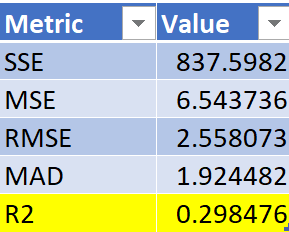 Metric Value
SSE 837.5982
MSE 6.543736
RMSE 2.558073
MAD 1.924482
R2 0.298476